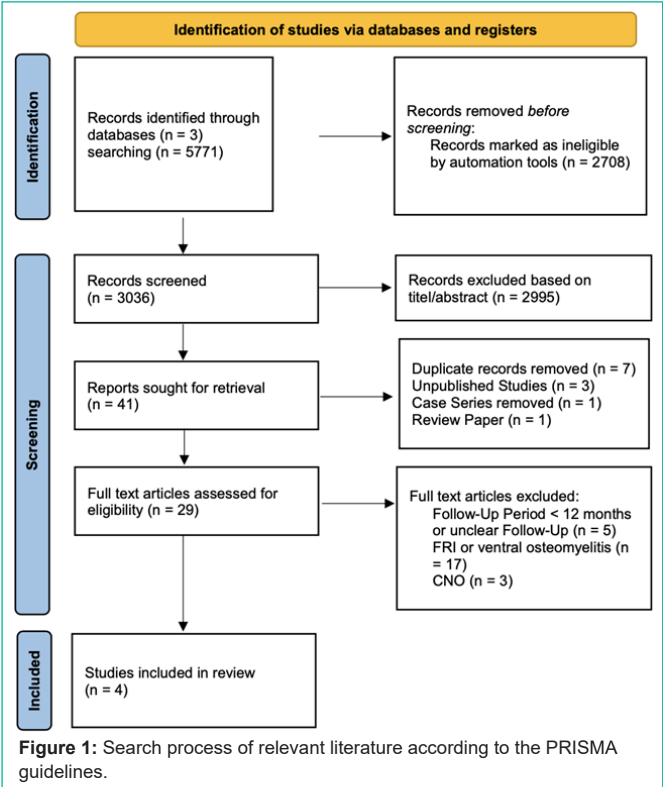 Identification of studies via databases and registers
Identification
Records identified through
databases (n = 3)
searching (n = 5771)
Records removed before
screening:
Records marked as ineligible
by automation tools (n = 2708)
Screening
Records screened
(n = 3036)
Records excluded based on
titel/abstract (n = 2995)
Reports sought for retrieval
(n = 41)
Duplicate records removed (n = 7)
Unpublished Studies (n = 3)
Case Series removed (n = 1)
Review Paper (n = 1)
Full text articles assessed for
eligibility (n = 29)
Full text articles excluded:
Follow-Up Period < 12 months
or unclear Follow-Up (n = 5)
FRI or ventral osteomyelitis (n
= 17)
CNO (n = 3)
Included
Studies included in review
(n = 4)
Figure 1: Search process of relevant literature according to the PRISMA
guidelines.